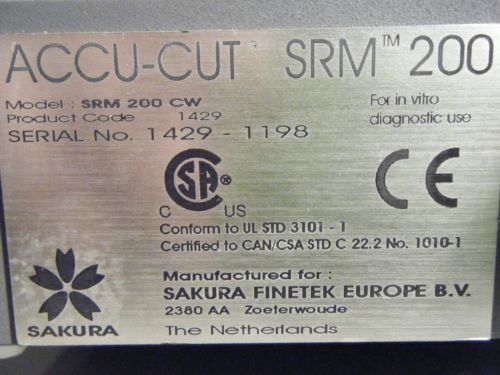 ACCU-CUT® SRM™ 200
Model : SRM 200 CW
Product Code 1429
SERIAL No. 1429 - 1198
For in vitro
diagnostic use
SA ®
C US
CE
Conform to UL STD 3101 - 1
Certified to CAN/CSA STD C 22.2 No. 1010-1
Manufactured for :
SAKURA FINETEK EUROPE B.V.
2380 AA Zoeterwoude
The Netherlands
SAKURA